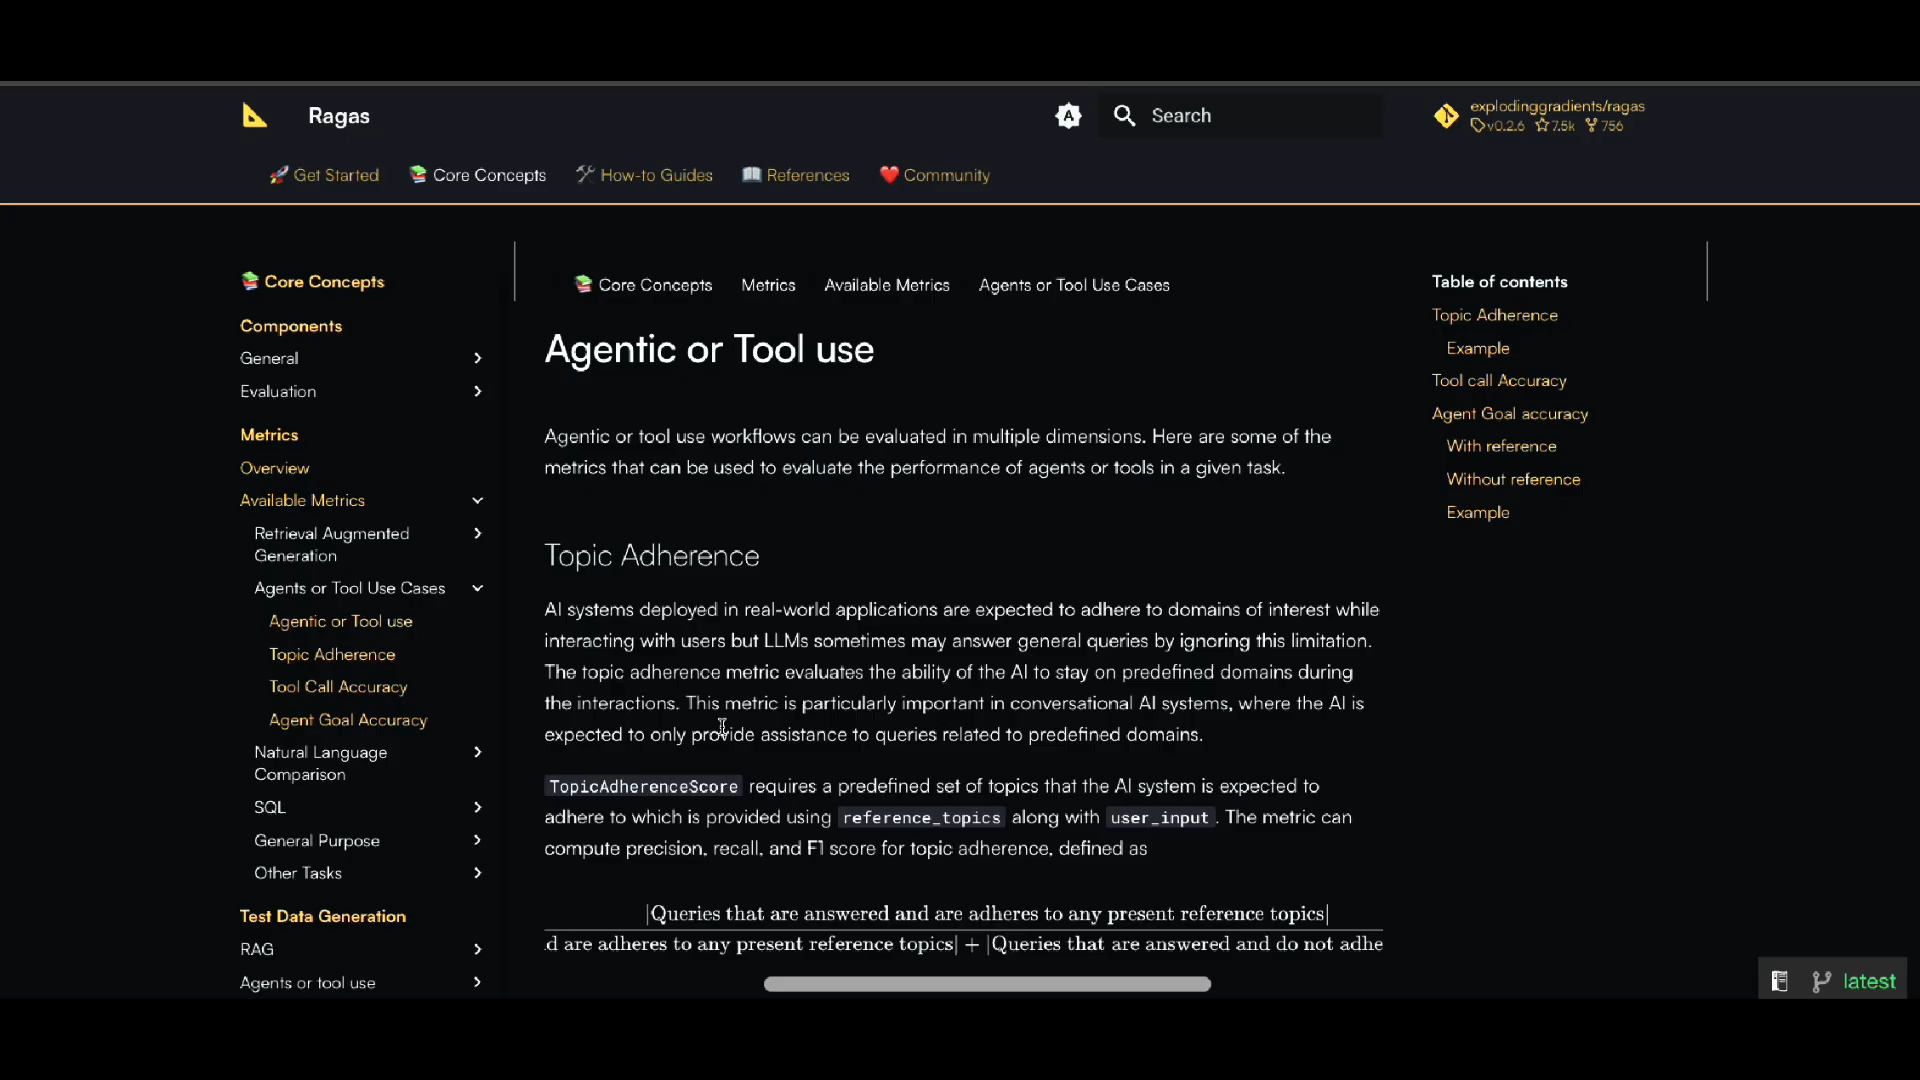 Ragas
A
Search
explodinggradients/ragas
v0.2.6 7.5k 756
Get Started
Core Concepts
How-to Guides
References
Community
Core Concepts
Components
General
Evaluation
Metrics
Overview
Available Metrics
Retrieval Augmented
Generation
Agents or Tool Use Cases
Agentic or Tool use
Topic Adherence
Tool Call Accuracy
Agent Goal Accuracy
Natural Language
Comparison
SQL
General Purpose
Other Tasks
Test Data Generation
RAG
Agents or tool use
Core Concepts Metrics Available Metrics Agents or Tool Use Cases
Agentic or Tool use
Agentic or tool use workflows can be evaluated in multiple dimensions. Here are some of the
metrics that can be used to evaluate the performance of agents or tools in a given task.
Topic Adherence
AI systems deployed in real-world applications are expected to adhere to domains of interest while
interacting with users but LLMs sometimes may answer general queries by ignoring this limitation.
The topic adherence metric evaluates the ability of the AI to stay on predefined domains during
the interactions. This metric is particularly important in conversational AI systems, where the AI is
expected to only provide assistance to queries related to predefined domains.
TopicAdherenceScore requires a predefined set of topics that the AI system is expected to
adhere to which is provided using reference_topics along with user_input. The metric can
compute precision, recall, and F1 score for topic adherence, defined as
|Queries that are answered and are adheres to any present reference topics|
d are adheres to any present reference topics| + |Queries that are answered and do not adhe
Table of contents
Topic Adherence
Example
Tool call Accuracy
Agent Goal accuracy
With reference
Without reference
Example
latest